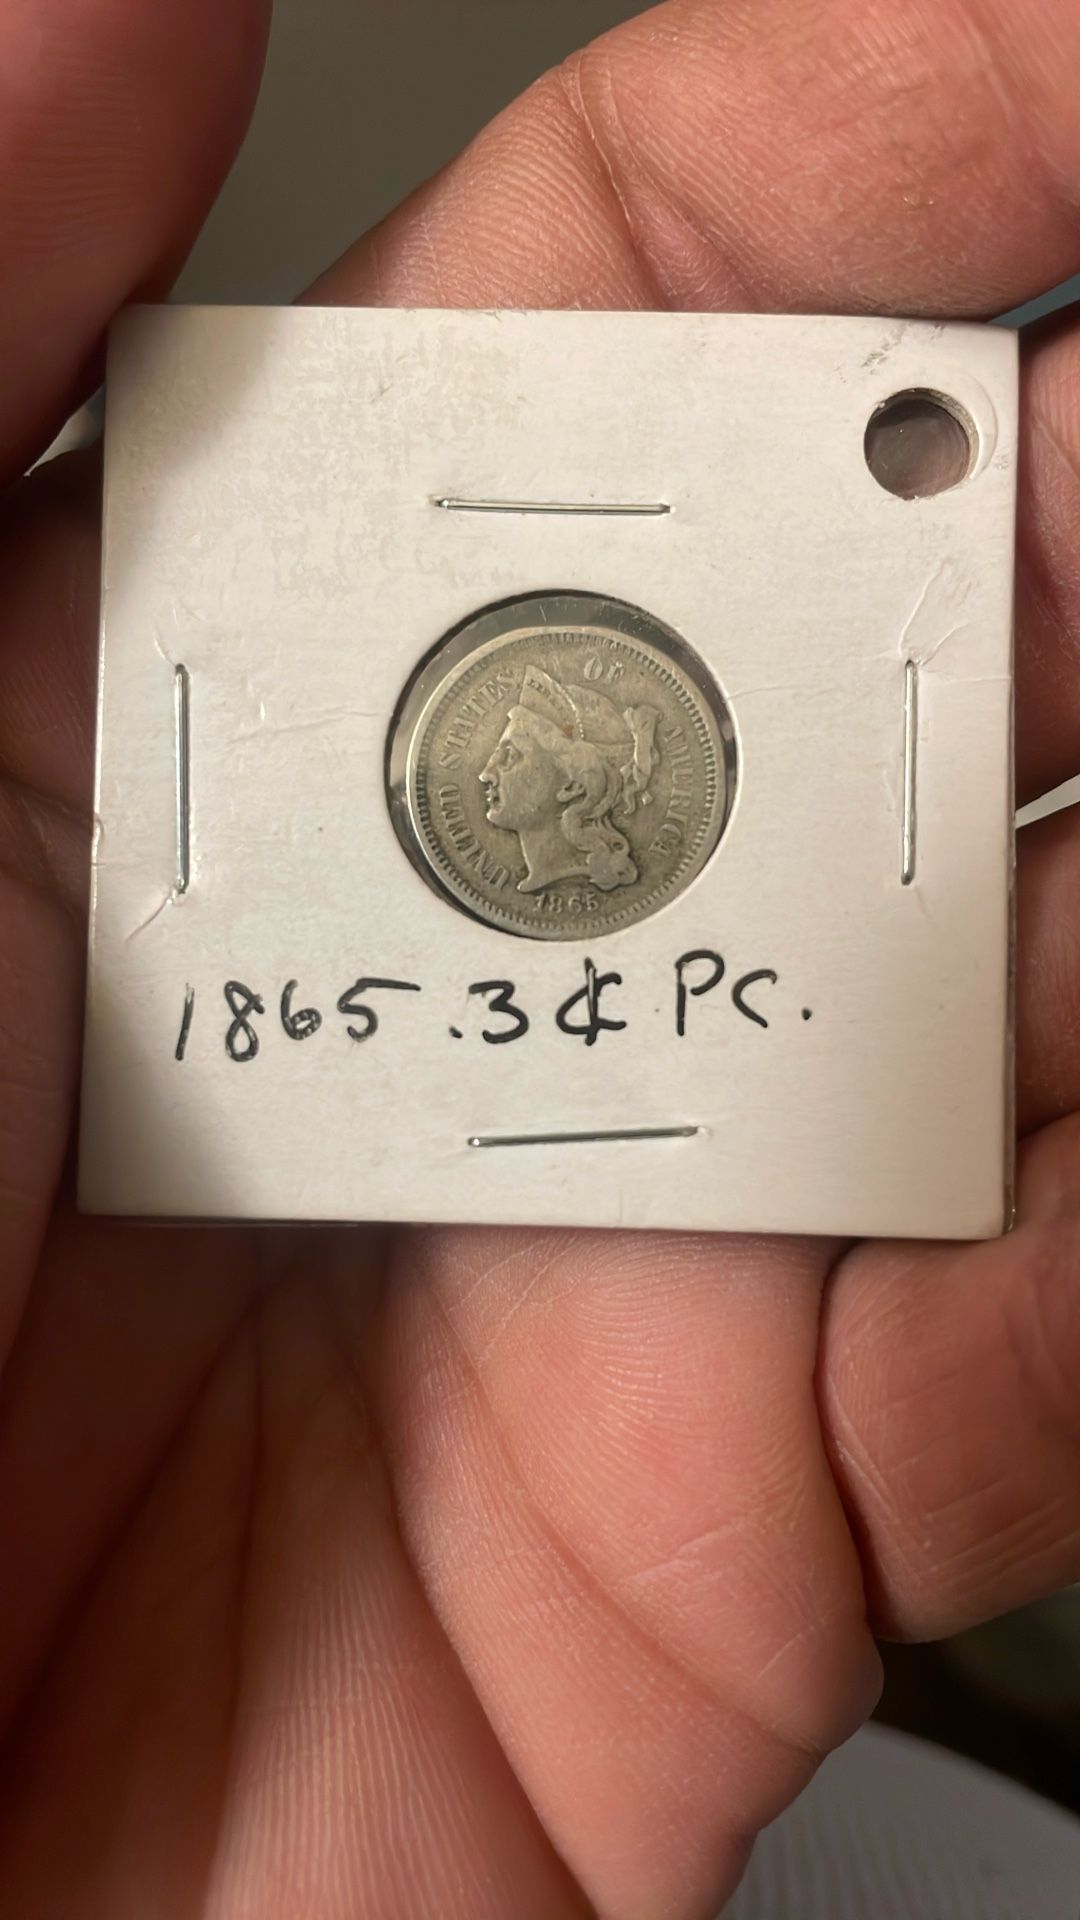 UNITED STATES OF AMERICA
1865
1865 .3¢ PC.